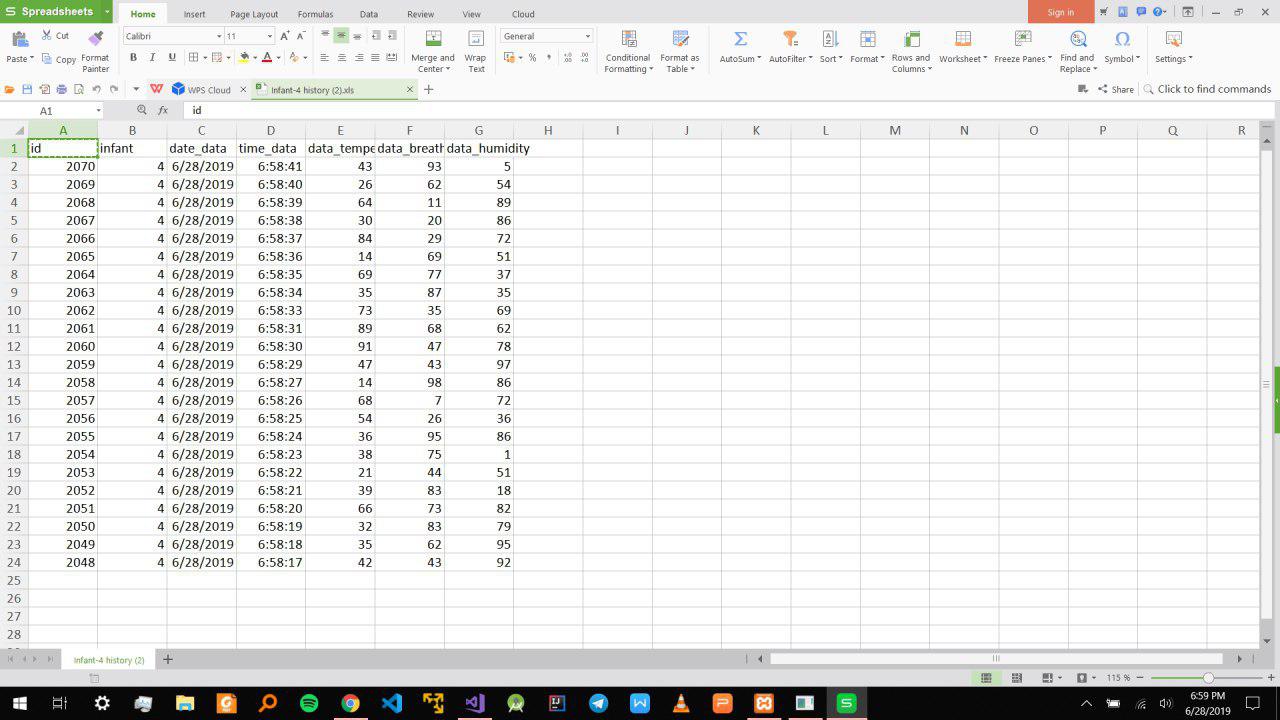 Spreadsheets Home Insert Page Layout Formulas Data Review View Cloud Sign in
Cut Calibri 11 General
Paste Copy Format Painter B I U Merge and Center Wrap Text % Conditional Formatting Format as Table AutoSum AutoFilter Sort Format Rows and Columns Worksheet Freeze Panes Find and Replace Symbol Settings
WPS Cloud Infant-4 history (2).xls Share Click to find commands
A1 fx id
A B C D E F G H I J K L M N O P Q R
1 id infant date_data time_data data_tempe data_breath data_humidity
2 2070 4 6/28/2019 6:58:41 43 93 5
3 2069 4 6/28/2019 6:58:40 26 62 54
4 2068 4 6/28/2019 6:58:39 64 11 89
5 2067 4 6/28/2019 6:58:38 30 20 86
6 2066 4 6/28/2019 6:58:37 84 29 72
7 2065 4 6/28/2019 6:58:36 14 69 51
8 2064 4 6/28/2019 6:58:35 69 77 37
9 2063 4 6/28/2019 6:58:34 35 87 35
10 2062 4 6/28/2019 6:58:33 73 35 69
11 2061 4 6/28/2019 6:58:31 89 68 62
12 2060 4 6/28/2019 6:58:30 91 47 78
13 2059 4 6/28/2019 6:58:29 47 43 97
14 2058 4 6/28/2019 6:58:27 14 98 86
15 2057 4 6/28/2019 6:58:26 68 7 72
16 2056 4 6/28/2019 6:58:25 54 26 36
17 2055 4 6/28/2019 6:58:24 36 95 86
18 2054 4 6/28/2019 6:58:23 38 75 1
19 2053 4 6/28/2019 6:58:22 21 44 51
20 2052 4 6/28/2019 6:58:21 39 83 18
21 2051 4 6/28/2019 6:58:20 66 73 82
22 2050 4 6/28/2019 6:58:19 32 83 79
23 2049 4 6/28/2019 6:58:18 35 62 95
24 2048 4 6/28/2019 6:58:17 42 43 92
25
26
27
28
Infant-4 history (2)
115 %
6:59 PM
6/28/2019